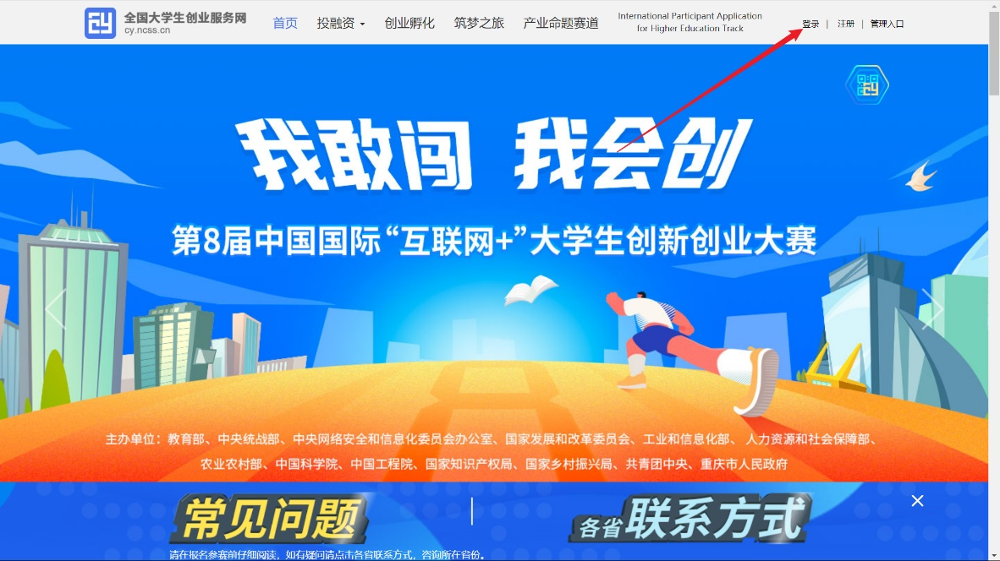 全国大学生创业服务网
cy.ncss.cn
首页 投融资 创业孵化 筑梦之旅 产业命题赛道
International Participant Application
for Higher Education Track
登录 | 注册 | 管理入口
我敢闯 我会创
第8届中国国际“互联网+”大学生创新创业大赛
主办单位：教育部、中央统战部、中央网络安全和信息化委员会办公室、国家发展和改革委员会、工业和信息化部、 人力资源和社会保障部、
农业农村部、中国科学院、中国工程院、国家知识产权局、国家乡村振兴局、共青团中央、重庆市人民政府
常见问题
各省联系方式
请在报名参赛前仔细阅读，如有疑问请点击各省联系方式，咨询所在省份。